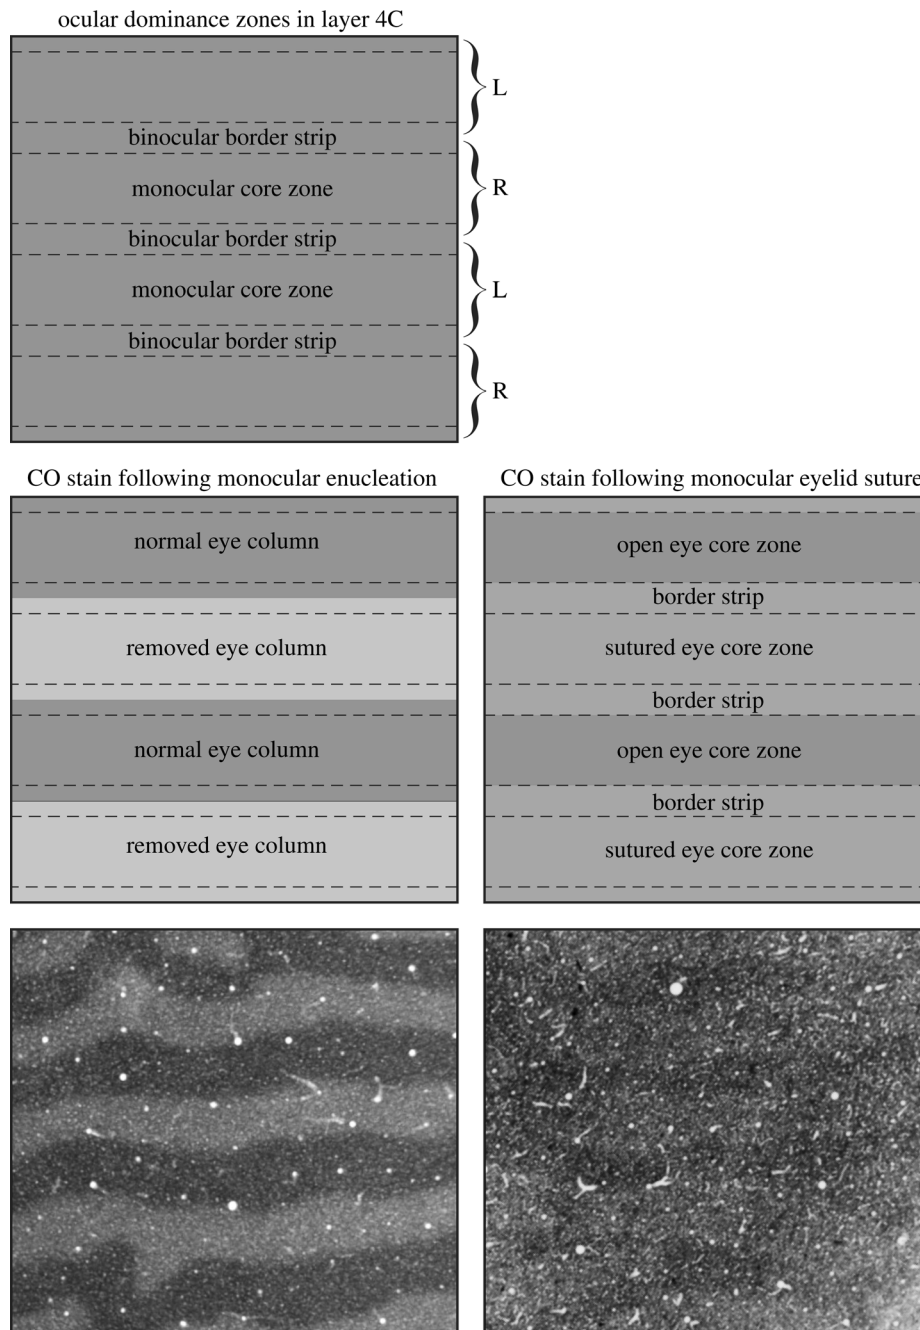 ocular dominance zones in layer 4C
L
binocular border strip
monocular core zone
R
binocular border strip
monocular core zone
L
binocular border strip
R
CO stain following monocular enucleation
normal eye column
removed eye column
normal eye column
removed eye column
CO stain following monocular eyelid suture
open eye core zone
border strip
sutured eye core zone
border strip
open eye core zone
border strip
sutured eye core zone